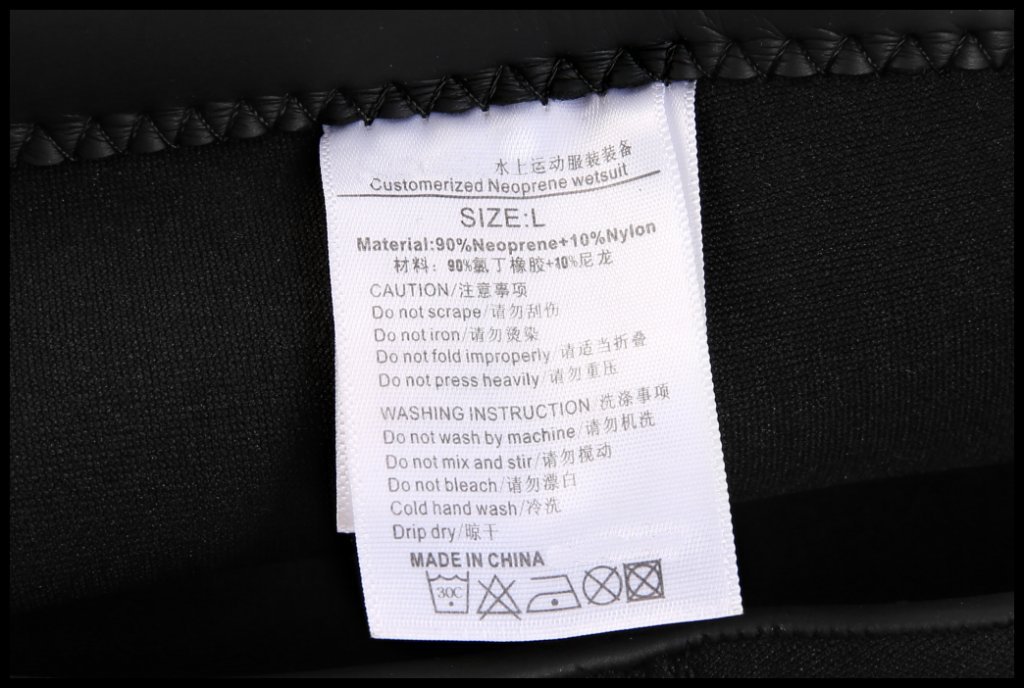 水上运动服装装备
Customerized Neoprene wetsuit
SIZE:L
Material:90%Neoprene+10%Nylon
材料：90%氯丁橡胶+10%尼龙
CAUTION/注意事项
Do not scrape/请勿刮伤
Do not iron/请勿烫染
Do not fold improperly/请适当折叠
Do not press heavily/请勿重压
WASHING INSTRUCTION/洗涤事项
Do not wash by machine/请勿机洗
Do not mix and stir/请勿搅动
Do not bleach/请勿漂白
Cold hand wash/冷洗
Drip dry/晾干
MADE IN CHINA
30C